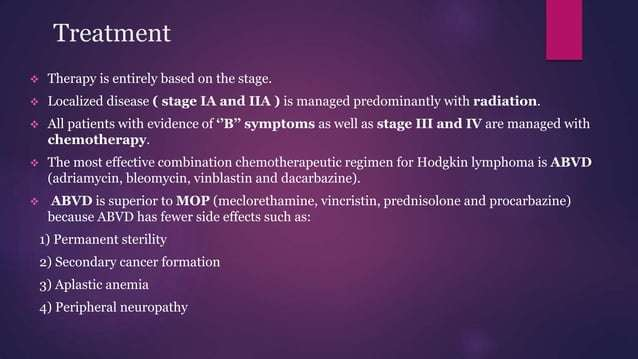 Treatment
Therapy is entirely based on the stage.
Localized disease ( stage IA and IIA ) is managed predominantly with radiation.
All patients with evidence of ‘’B” symptoms as well as stage III and IV are managed with
chemotherapy.
The most effective combination chemotherapeutic regimen for Hodgkin lymphoma is ABVD
(adriamycin, bleomycin, vinblastin and dacarbazine).
ABVD is superior to MOP (meclorethamine, vincristin, prednisolone and procarbazine)
because ABVD has fewer side effects such as:
1) Permanent sterility
2) Secondary cancer formation
3) Aplastic anemia
4) Peripheral neuropathy